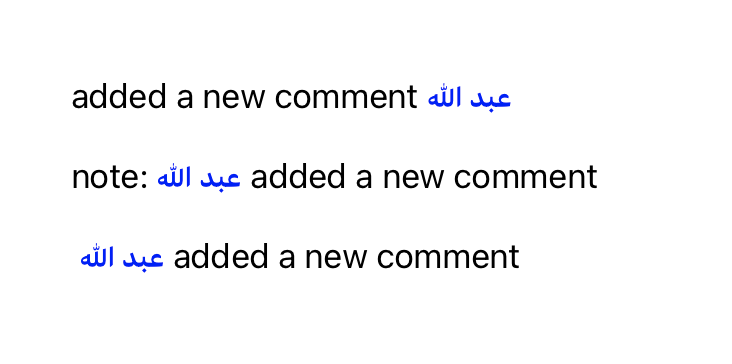 added a new comment عبد الله
note: عبد الله added a new comment
عبد الله added a new comment